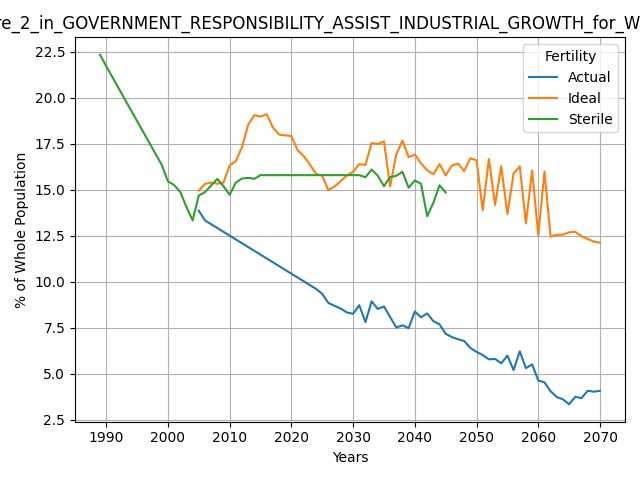 re_2_in_GOVERNMENT_RESPONSIBILITY_ASSIST_INDUSTRIAL_GROWTH_for_W
22.5
20.0
17.5
15.0
12.5
10.0
7.5
5.0
2.5
% of Whole Population
Fertility
Actual
Ideal
Sterile
1990 2000 2010 2020 2030 2040 2050 2060 2070
Years